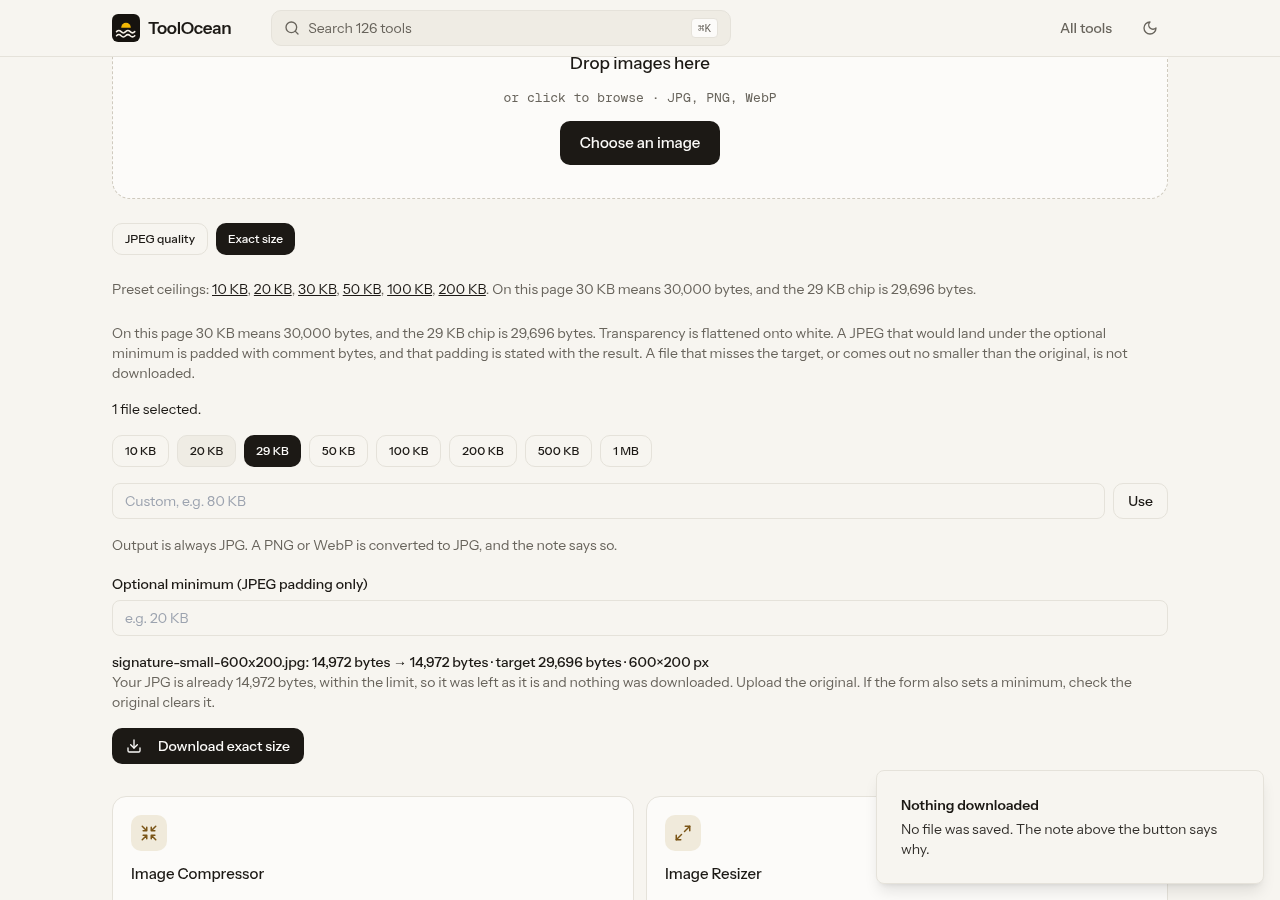 ToolOcean
Search 126 tools
⌘K
All tools
Drop images here
or click to browse · JPG, PNG, WebP
Choose an image
JPEG quality
Exact size
Preset ceilings: 10 KB, 20 KB, 30 KB, 50 KB, 100 KB, 200 KB. On this page 30 KB means 30,000 bytes, and the 29 KB chip is 29,696 bytes.
On this page 30 KB means 30,000 bytes, and the 29 KB chip is 29,696 bytes. Transparency is flattened onto white. A JPEG that would land under the optional
minimum is padded with comment bytes, and that padding is stated with the result. A file that misses the target, or comes out no smaller than the original, is not
downloaded.
1 file selected.
10 KB
20 KB
29 KB
50 KB
100 KB
200 KB
500 KB
1 MB
Custom, e.g. 80 KB
Use
Output is always JPG. A PNG or WebP is converted to JPG, and the note says so.
Optional minimum (JPEG padding only)
e.g. 20 KB
signature-small-600x200.jpg: 14,972 bytes → 14,972 bytes · target 29,696 bytes · 600×200 px
Your JPG is already 14,972 bytes, within the limit, so it was left as it is and nothing was downloaded. Upload the original. If the form also sets a minimum, check the
original clears it.
Download exact size
Image Compressor
Image Resizer
Nothing downloaded
No file was saved. The note above the button says
why.